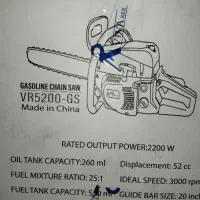 GASOLINE CHAIN SAW
VR5200-GS
Made in China
RATED OUTPUT POWER:2200 W
OIL TANK CAPACITY:260 ml
Displacement: 52 cc
FUEL MIXTURE RATIO: 25:1
IDEAL SPEED: 3000 rpm
FUEL TANK CAPACITY: ml
GUIDE BAR SIZE: 20 inch